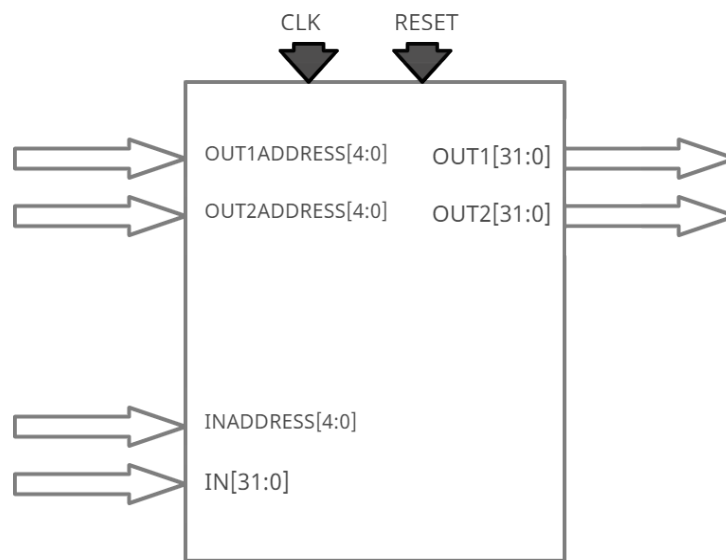 CLK RESET
OUT1ADDRESS[4:0] OUT1[31:0]
OUT2ADDRESS[4:0] OUT2[31:0]
INADDRESS[4:0]
IN[31:0]